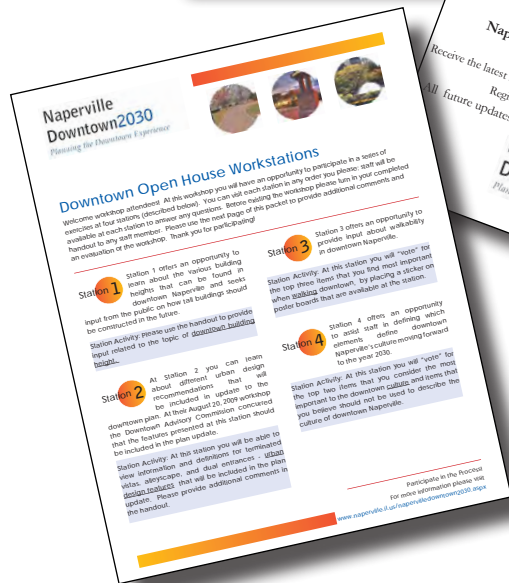 Naperville
Downtown2030
Planning the Downtown Experience
Downtown Open House Workstations
Welcome workshop attendees! At this workshop you will have an opportunity to participate in a series of
exercises at four stations (described below). You can visit each station in any order you please; staff will be
available at each station to answer any questions. Before existing the workshop please turn in your completed
handout to any staff member. Please use the next page of this packet to provide additional comments and
an evaluation of the workshop. Thank you for participating!
Station 1
Station 1 offers an opportunity to
learn about the various building
heights that can be found in
downtown Naperville and seeks
input from the public on how tall buildings should
be constructed in the future.
Station Activity: Please use the handout to provide
input related to the topic of downtown building
height.
Station 2
At Station 2 you can learn
about different urban design
recommendations that will
be included in update to the
downtown plan. At their August 20, 2009 workshop
the Downtown Advisory Commission concurred
that the features presented at this station should
be included in the plan update.
Station Activity: At this station you will be able to
view information and definitions for terminated
vistas, alleyscape, and dual entrances - urban
design features that will be included in the plan
update. Please provide additional comments in
the handout.
Station 3
Station 3 offers an opportunity to
provide input about walkability
in downtown Naperville.
Station Activity: At this station you will "vote" for
the top three items that you find most important
when walking downtown, by placing a sticker on
poster boards that are available at the station.
Station 4
Station 4 offers an opportunity
to assist staff in defining which
elements define downtown
Naperville's culture moving forward
to the year 2030.
Station Activity: At this station you will "vote" for
the top two items that you consider the most
important to the downtown culture and items that
you believe should not be used to describe the
culture of downtown Naperville.
Participate in the Process!
For more information please visit
www.naperville.il.us/napervilledowntown2030.aspx
Nap
Receive the latest
Regi
All future updates
D
Plan